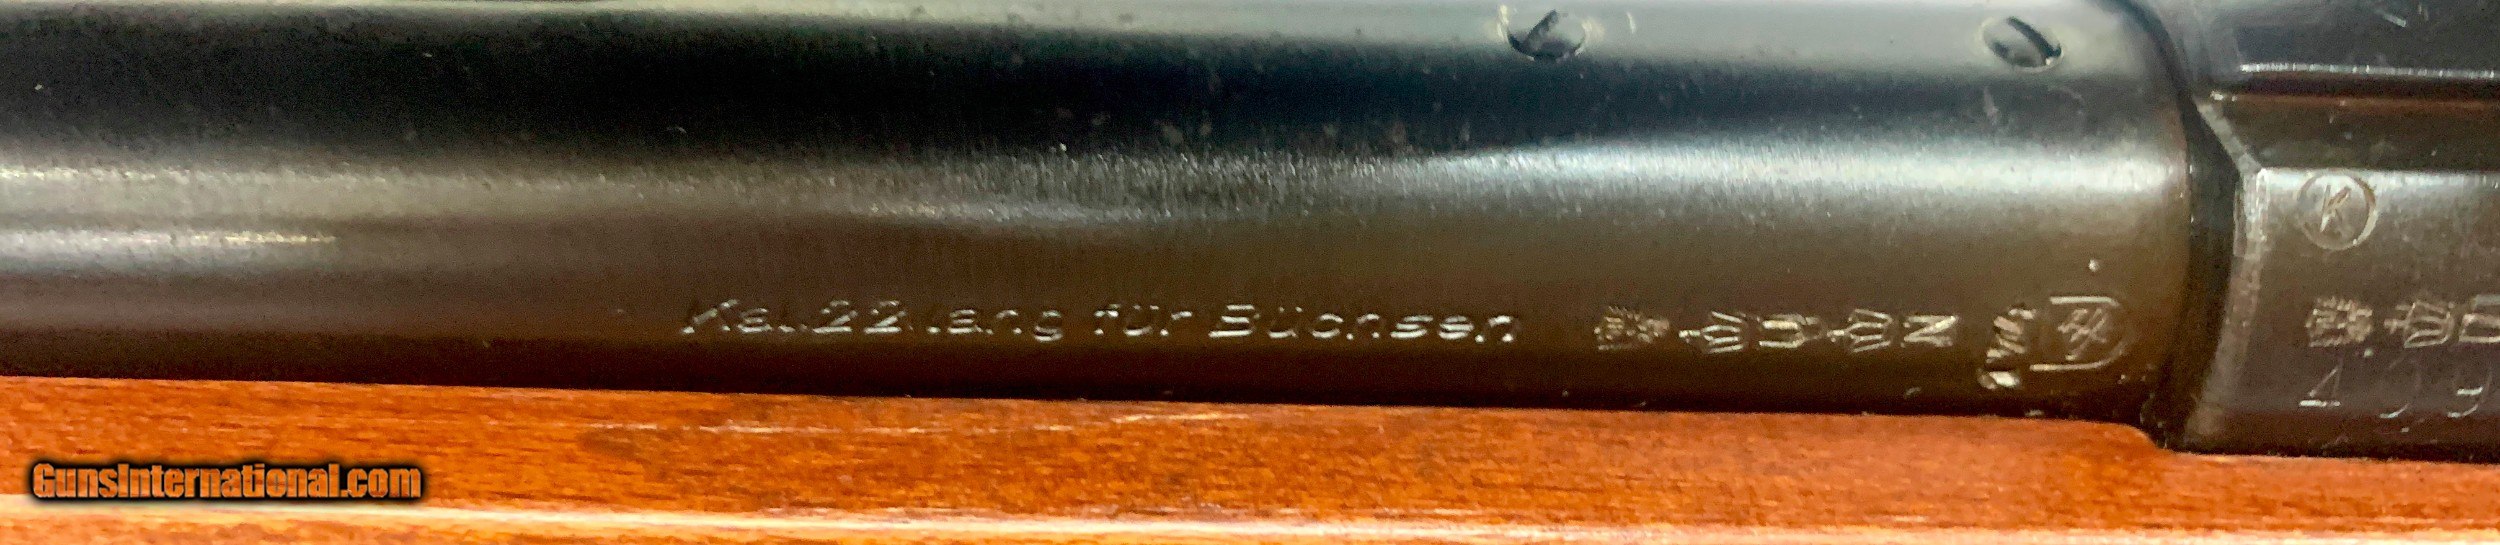 Kal. 22 lang für Büchsen
N
K
GunsInternational.com